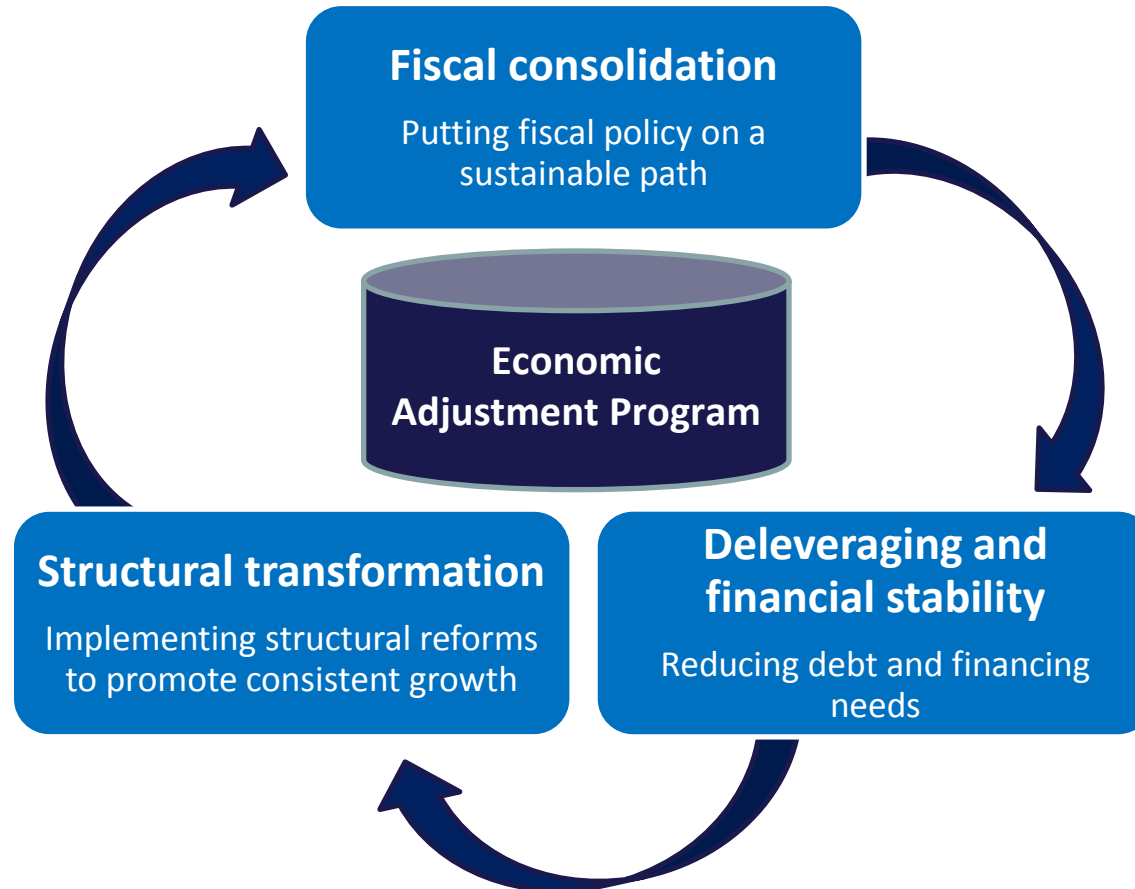 Fiscal consolidation
Putting fiscal policy on a
sustainable path
Economic
Adjustment Program
Structural transformation
Implementing structural reforms
to promote consistent growth
Deleveraging and
financial stability
Reducing debt and financing
needs